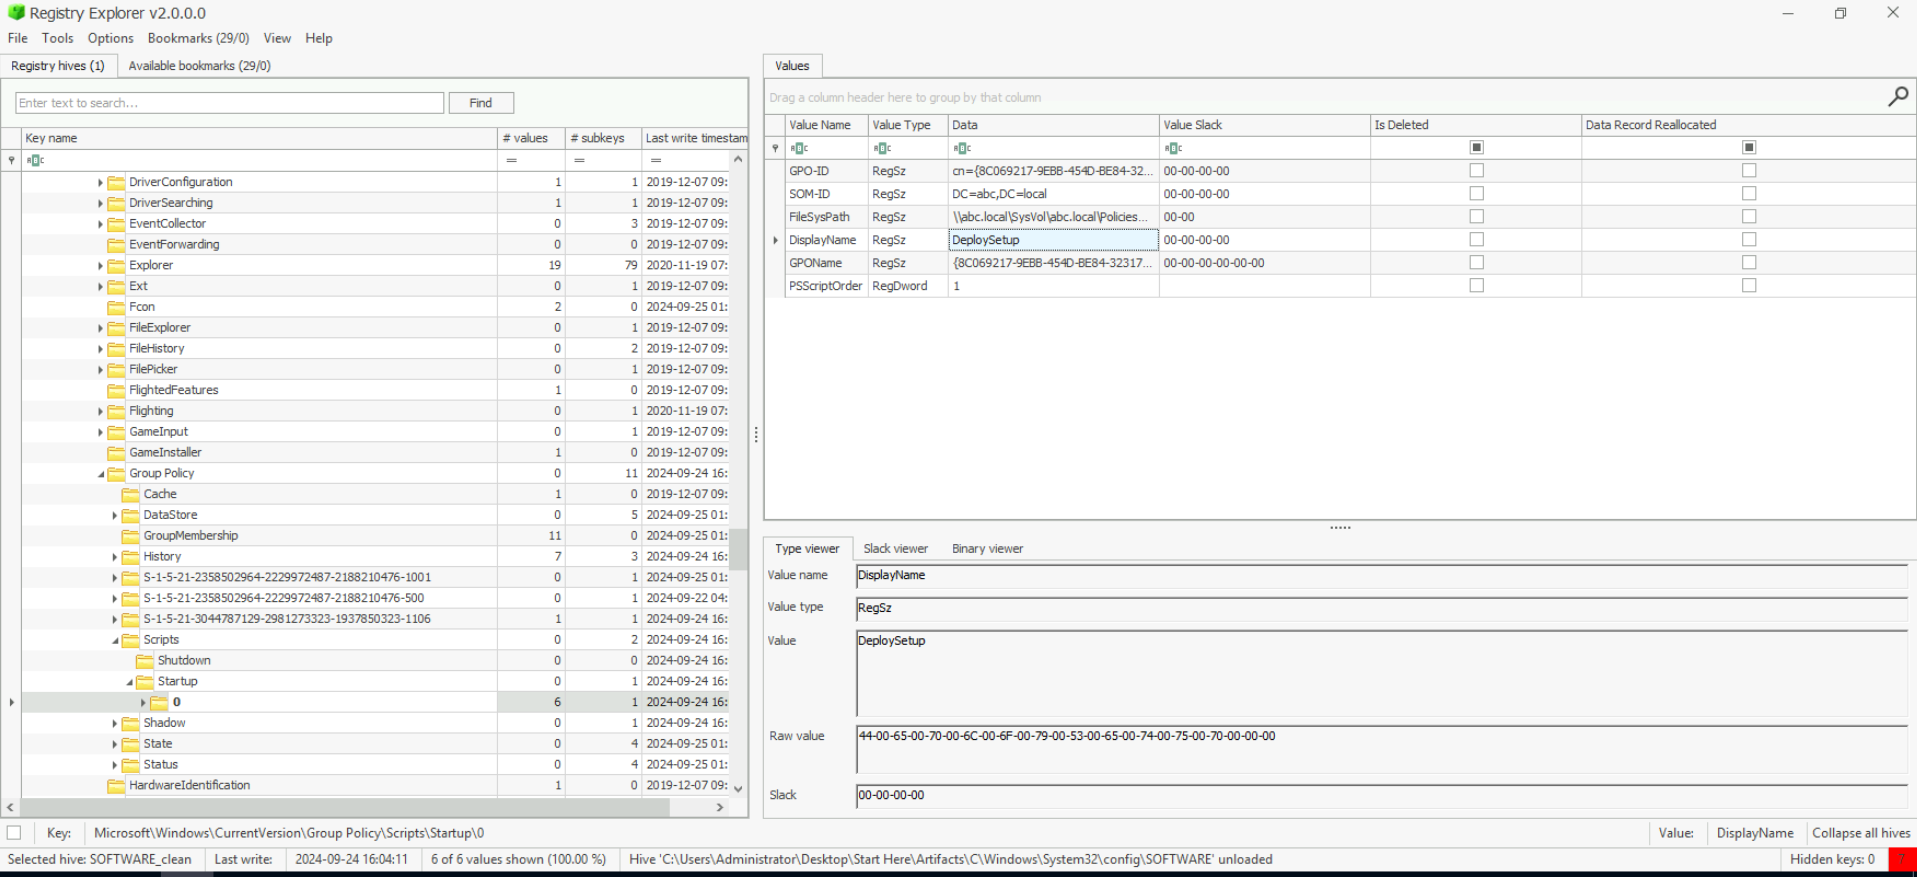 Registry Explorer v2.0.0.0
File Tools Options Bookmarks (29/0) View Help
Registry hives (1) Available bookmarks (29/0)
Enter text to search... Find
Key name # values # subkeys Last write timestam
= = =
DriverConfiguration 1 1 2019-12-07 09:
DriverSearching 1 1 2019-12-07 09:
EventCollector 0 3 2019-12-07 09:
EventForwarding 0 0 2019-12-07 09:
Explorer 19 79 2020-11-19 07:
Ext 0 1 2019-12-07 09:
Fcon 2 0 2024-09-25 01:
FileExplorer 0 1 2019-12-07 09:
FileHistory 0 2 2019-12-07 09:
FilePicker 0 1 2019-12-07 09:
FlightedFeatures 1 0 2019-12-07 09:
Flighting 0 1 2020-11-19 07:
GameInput 0 1 2019-12-07 09:
GameInstaller 1 0 2019-12-07 09:
Group Policy 0 11 2024-09-24 16:
Cache 1 0 2019-12-07 09:
DataStore 0 5 2024-09-25 01:
GroupMembership 11 0 2024-09-25 01:
History 7 3 2024-09-24 16:
S-1-5-21-2358502964-2229972487-2188210476-1001 0 1 2024-09-25 01:
S-1-5-21-2358502964-2229972487-2188210476-500 0 1 2024-09-22 04:
S-1-5-21-3044787129-2981273323-1937850323-1106 1 1 2024-09-24 16:
Scripts 0 2 2024-09-24 16:
Shutdown 0 0 2024-09-24 16:
Startup 0 1 2024-09-24 16:
0 6 1 2024-09-24 16:
Shadow 0 1 2024-09-24 16:
State 0 4 2024-09-25 01:
Status 0 4 2024-09-25 01:
HardwareIdentification 1 0 2019-12-07 09:
Values
Drag a column header here to group by that column
Value Name Value Type Data Value Slack Is Deleted Data Record Reallocated
GPO-ID RegSz cn={8C069217-9EBB-454D-BE84-32... 00-00-00-00
SOM-ID RegSz DC=abc,DC=local 00-00-00-00
FileSysPath RegSz \\abc.local\SysVol\abc.local\Policies... 00-00
DisplayName RegSz DeploySetup 00-00-00-00
GPOName RegSz {8C069217-9EBB-454D-BE84-32317... 00-00-00-00-00-00
PSScriptOrder RegDword 1
Type viewer Slack viewer Binary viewer
Value name DisplayName
Value type RegSz
Value DeploySetup
Raw value 44-00-65-00-70-00-6C-00-6F-00-79-00-53-00-65-00-74-00-75-00-70-00-00-00
Slack 00-00-00-00
Key: Microsoft\Windows\CurrentVersion\Group Policy\Scripts\Startup\0 Value: DisplayName Collapse all hives
Selected hive: SOFTWARE_clean Last write: 2024-09-24 16:04:11 6 of 6 values shown (100.00 %) Hive 'C:\Users\Administrator\Desktop\Start Here\Artifacts\C\Windows\System32\config\SOFTWARE' unloaded Hidden keys: 0 7